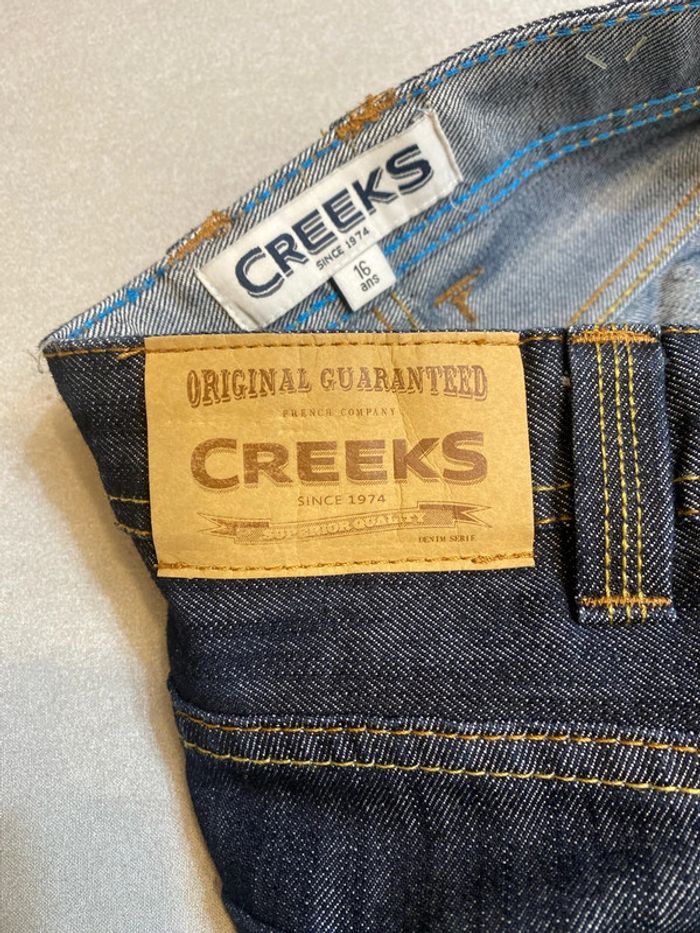 CREEKS
SINCE 1974
16
ans
ORIGINAL GUARANTEED
FRENCH COMPANY
CREEKS
SINCE 1974
SUPERIOR QUALITY
DENIM SERIE